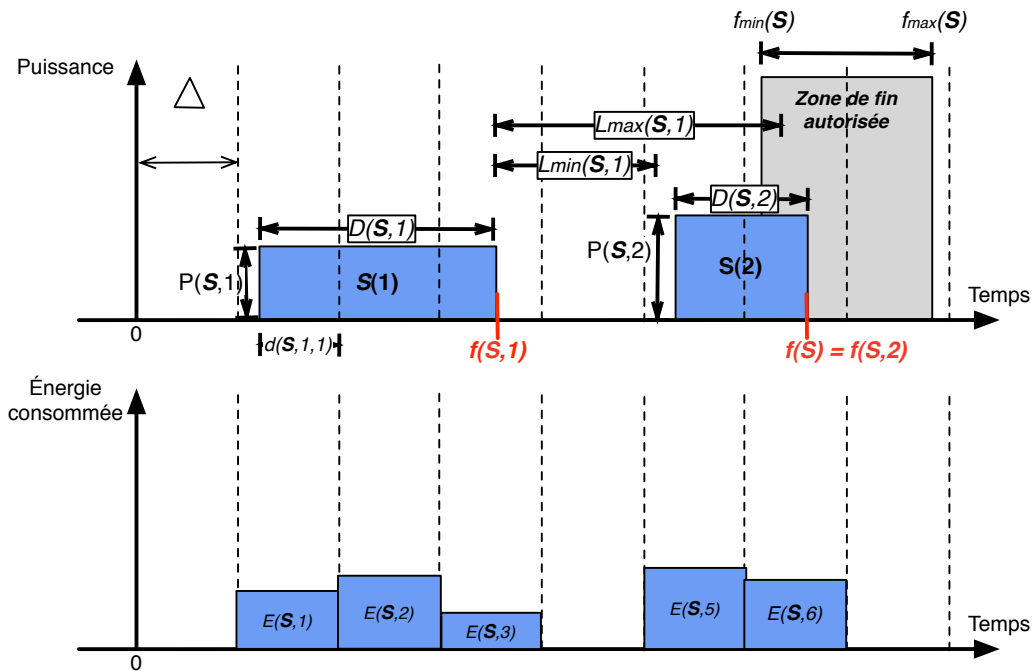 fmin(S)
fmax(S)
Puissance
△
Zone de fin
autorisée
Lmax(S,1)
Lmin(S,1)
D(S,1)
D(S,2)
P(S,1)
S(1)
P(S,2)
S(2)
Temps
0
d(S,1,1)
f(S,1)
f(S) = f(S,2)
Énergie
consommée
E(S,1)
E(S,2)
E(S,3)
E(S,5)
E(S,6)
Temps
0